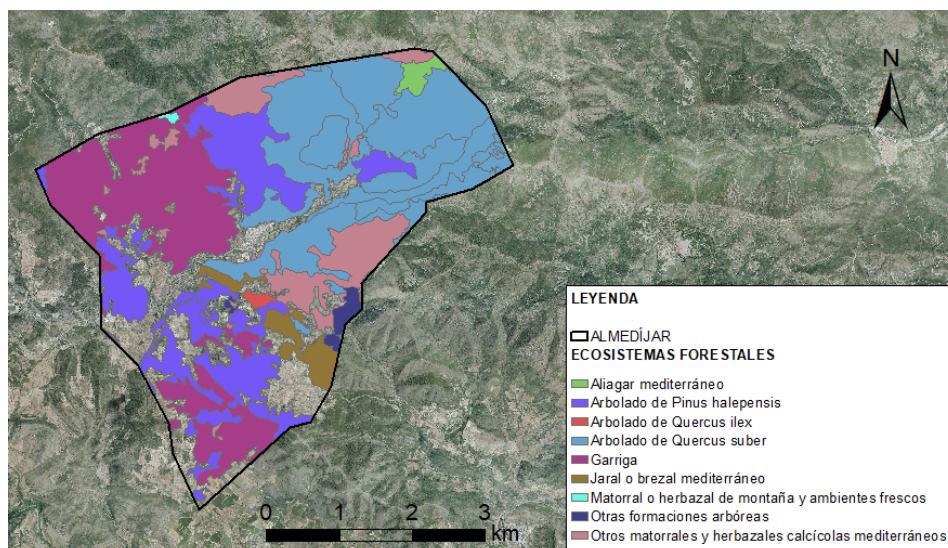 N
LEYENDA
ALMEDÍJAR
ECOSISTEMAS FORESTALES
Aliagar mediterráneo
Arbolado de Pinus halepensis
Arbolado de Quercus ilex
Arbolado de Quercus suber
Garriga
Jaral o brezal mediterráneo
Matorral o herbazal de montaña y ambientes frescos
Otras formaciones arbóreas
Otros matorrales y herbazales calcícolas mediterráneos
0 1 2 3
km